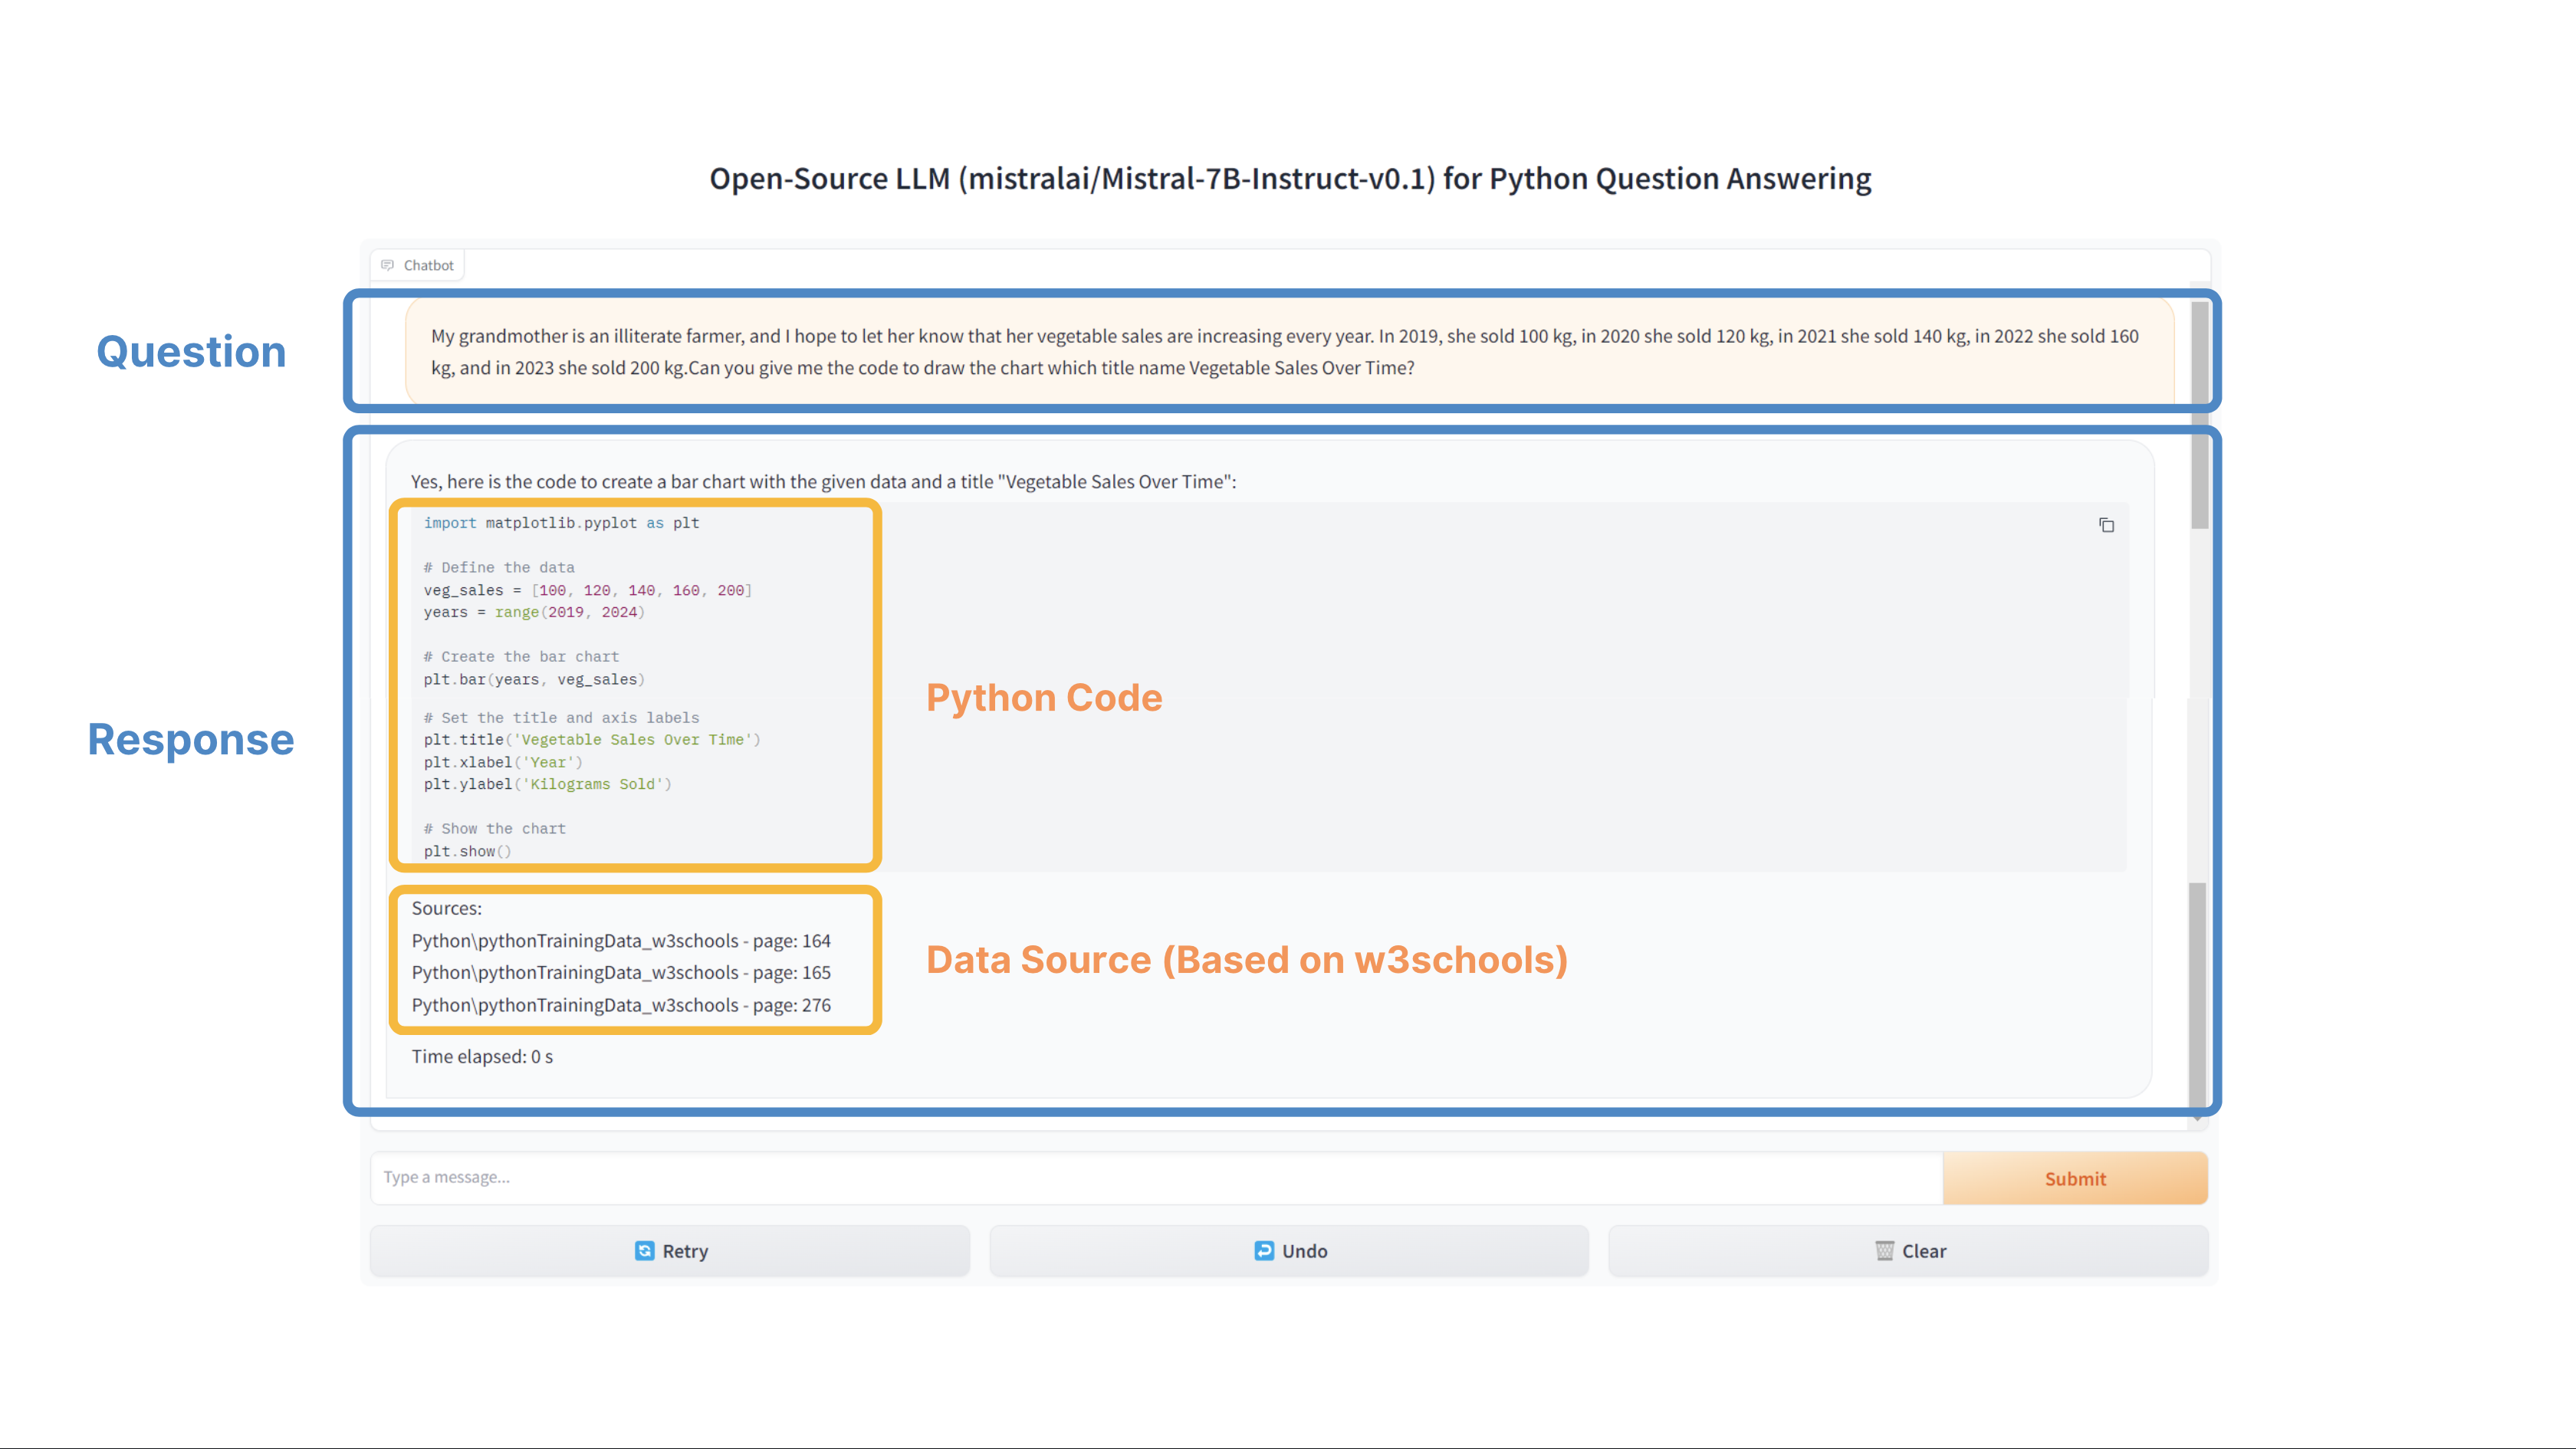 Open-Source LLM (mistralai/Mistral-7B-Instruct-v0.1) for Python Question Answering
Chatbot
Question
My grandmother is an illiterate farmer, and I hope to let her know that her vegetable sales are increasing every year. In 2019, she sold 100 kg, in 2020 she sold 120 kg, in 2021 she sold 140 kg, in 2022 she sold 160
kg, and in 2023 she sold 200 kg.Can you give me the code to draw the chart which title name Vegetable Sales Over Time?
Response
Yes, here is the code to create a bar chart with the given data and a title "Vegetable Sales Over Time":
import matplotlib.pyplot as plt
# Define the data
veg_sales = [100, 120, 140, 160, 200]
years = range(2019, 2024)
# Create the bar chart
plt.bar(years, veg_sales)
# Set the title and axis labels
plt.title('Vegetable Sales Over Time')
plt.xlabel('Year')
plt.ylabel('Kilograms Sold')
# Show the chart
plt.show()
Python Code
Sources:
Python\pythonTrainingData_w3schools - page: 164
Python\pythonTrainingData_w3schools - page: 165
Python\pythonTrainingData_w3schools - page: 276
Data Source (Based on w3schools)
Time elapsed: 0 s
Type a message...
Submit
Retry
Undo
Clear